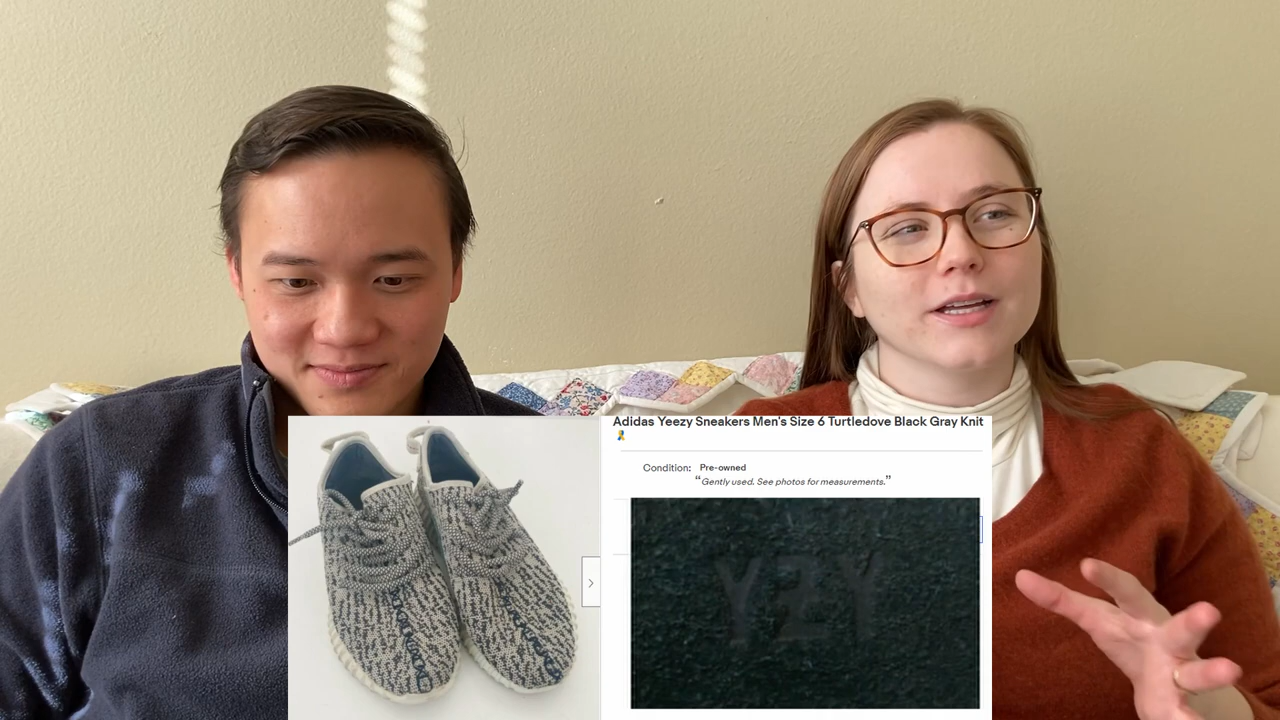 Adidas Yeezy Sneakers Men's Size 6 Turtledove Black Gray Knit
Condition: Pre-owned
“Gently used. See photos for measurements.”
YZY